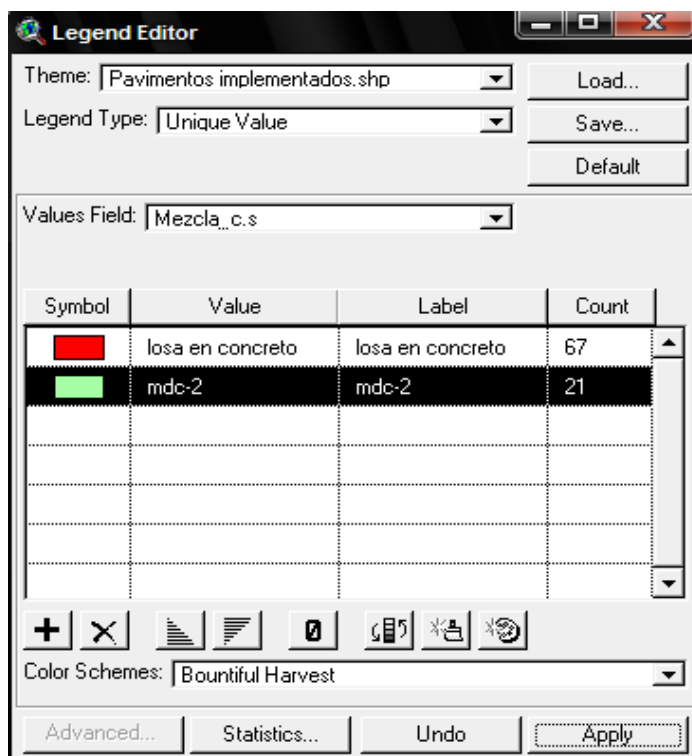 Legend Editor
Theme: Pavimentos implementados.shp
Load...
Legend Type: Unique Value
Save...
Default
Values Field: Mezcla_c.s
Symbol Value Label Count
losa en concreto losa en concreto 67
mdc-2 mdc-2 21
Color Schemes: Bountiful Harvest
Advanced... Statistics... Undo Apply